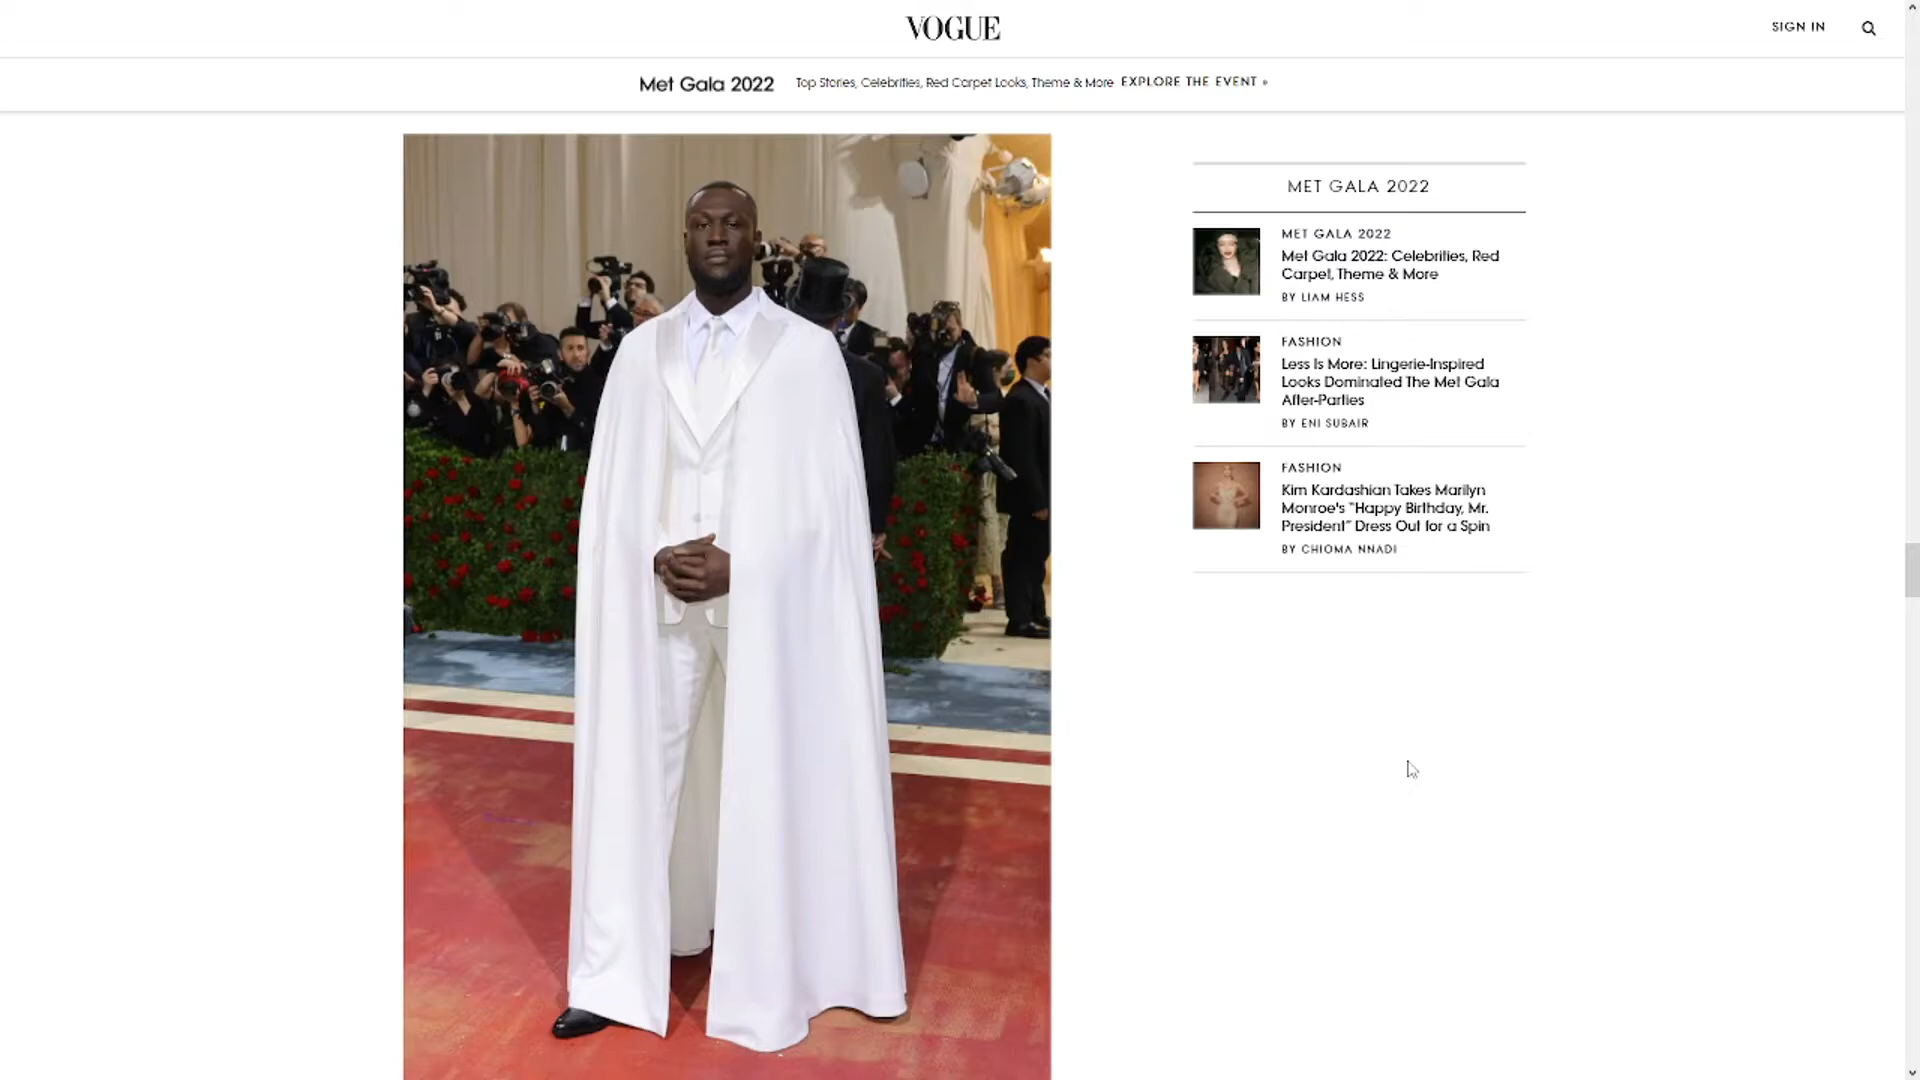 VOGUE
SIGN IN
Met Gala 2022
Top Stories, Celebrities, Red Carpet Looks, Theme & More
EXPLORE THE EVENT »
MET GALA 2022
MET GALA 2022
Met Gala 2022: Celebrities, Red
Carpet, Theme & More
BY LIAM HESS
FASHION
Less Is More: Lingerie-Inspired
Looks Dominated The Met Gala
After-Parties
BY ENI SUBAIR
FASHION
Kim Kardashian Takes Marilyn
Monroe's "Happy Birthday, Mr.
President" Dress Out for a Spin
BY CHIOMA NNADI